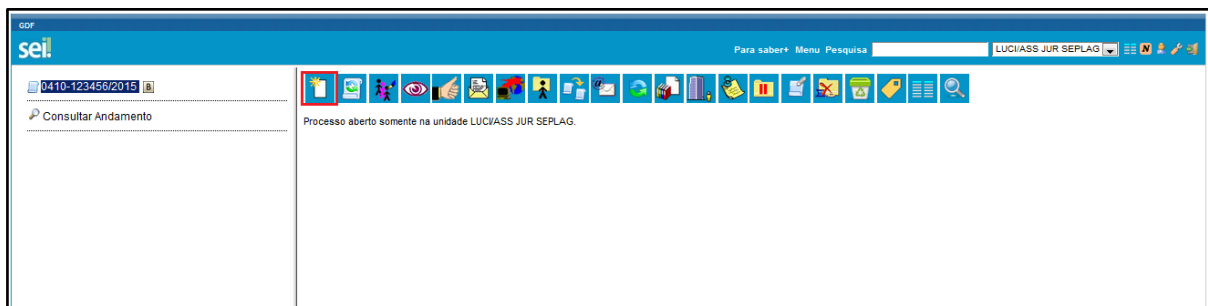 GDF
sei!
Para saber+ Menu Pesquisa
LUCI/ASS JUR SEPLAG
N
0410-123456/2015 B
Consultar Andamento
Processo aberto somente na unidade LUCI/ASS JUR SEPLAG.